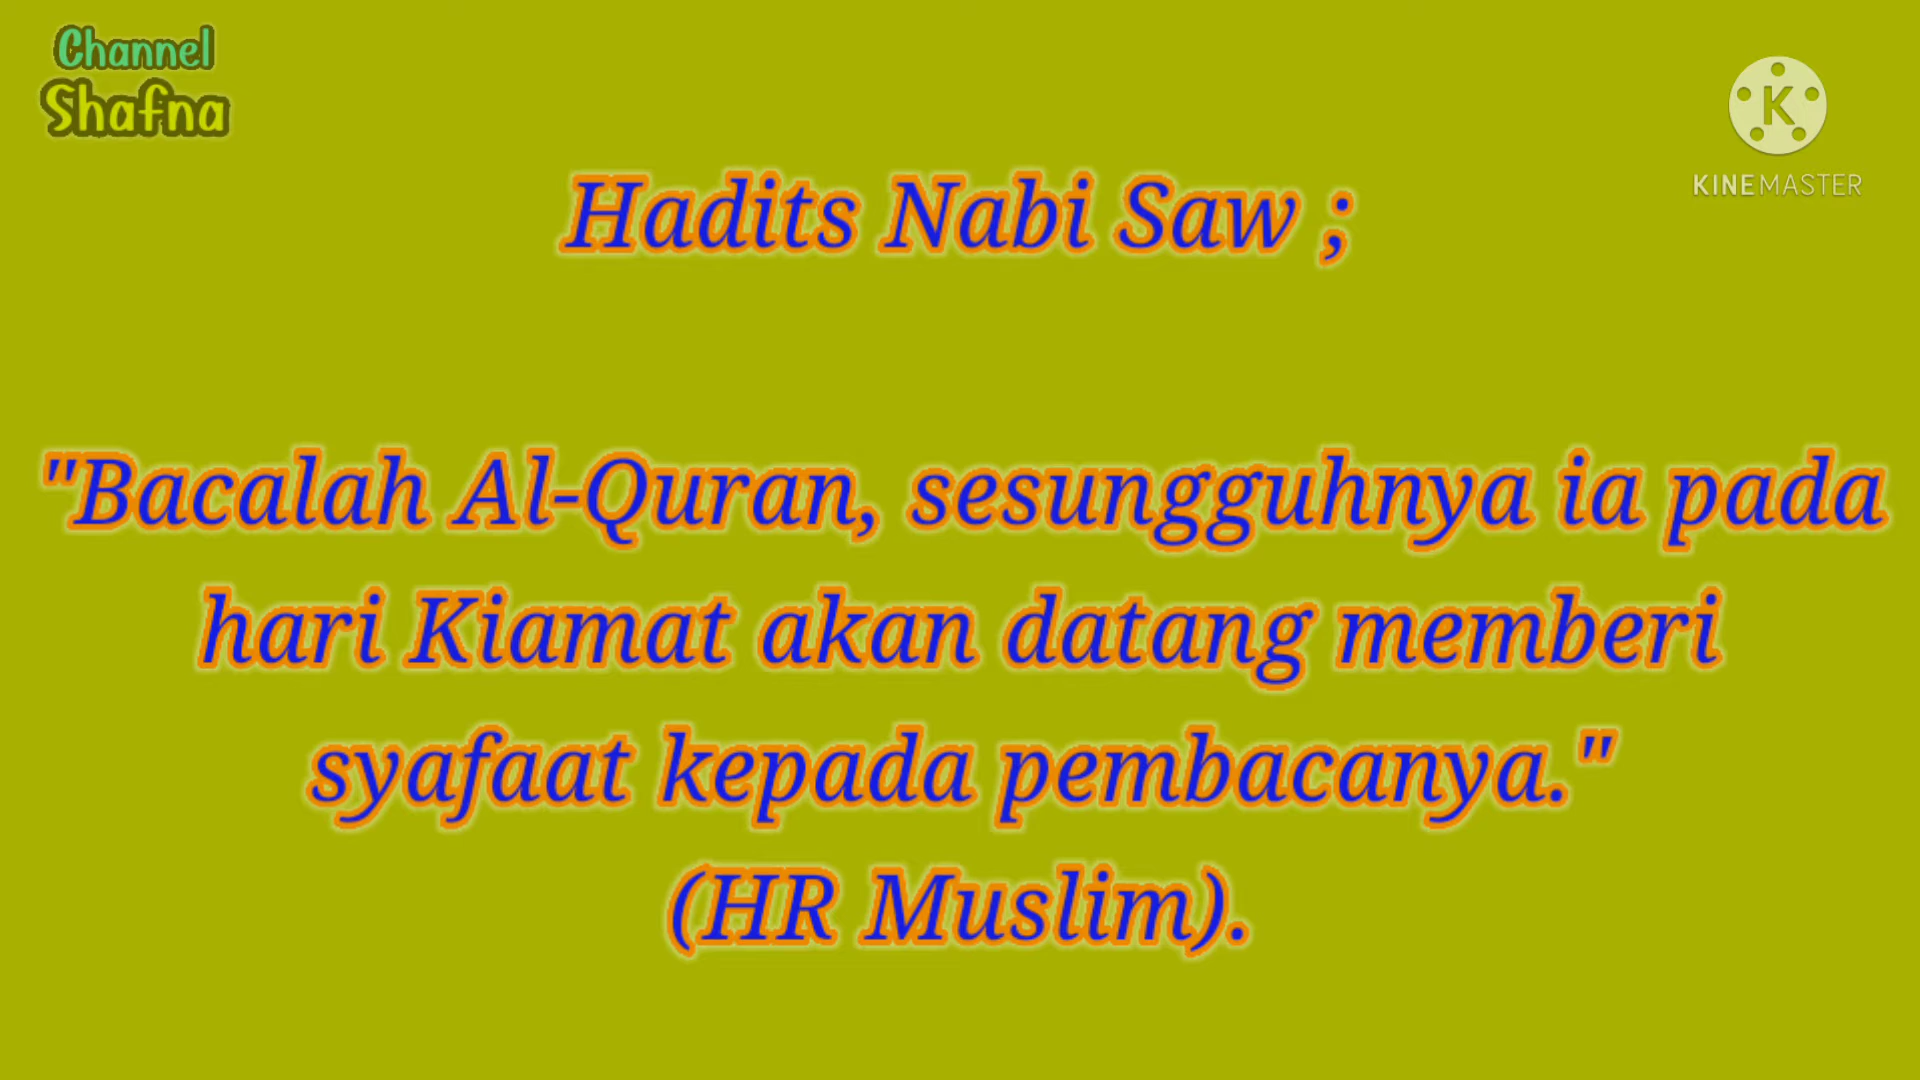 Channel
Shafna
KINEMASTER
Hadits Nabi Saw ;
"Bacalah Al-Quran, sesungguhnya ia pada
hari Kiamat akan datang memberi
syafaat kepada pembacanya."
(HR Muslim).